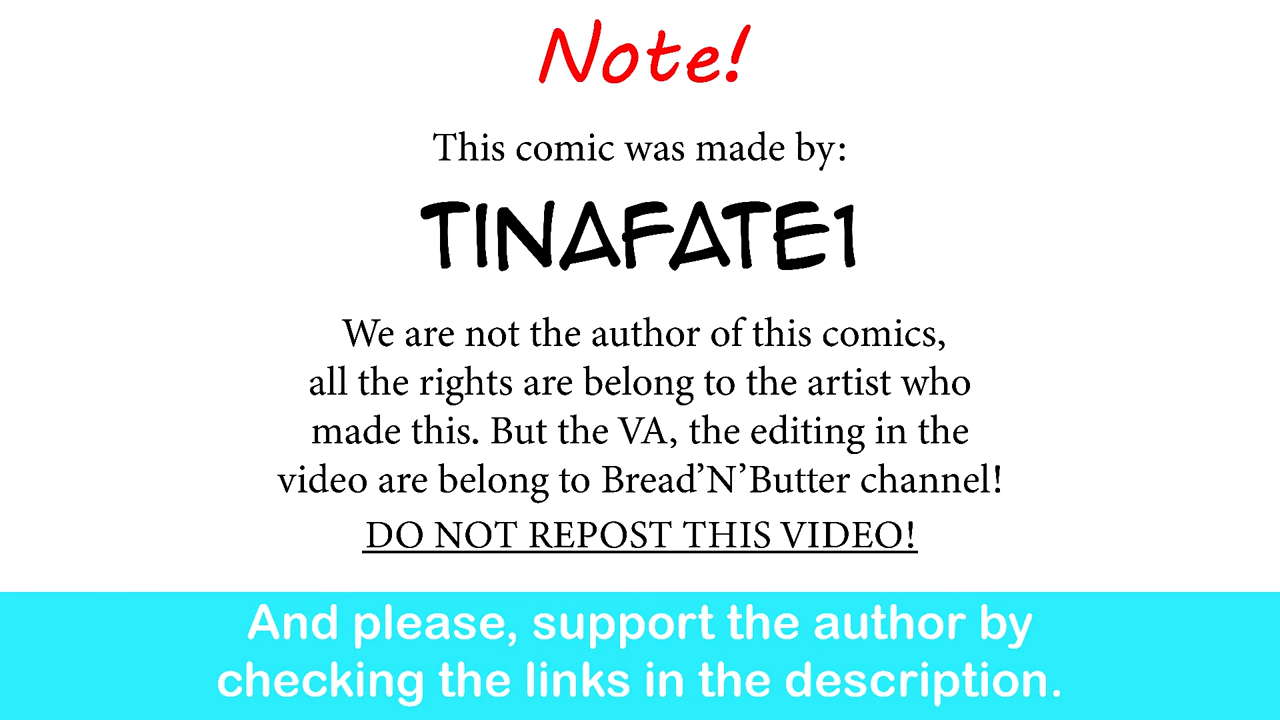 Note!
This comic was made by:
TINAFATE1
We are not the author of this comics,
all the rights are belong to the artist who
made this. But the VA, the editing in the
video are belong to Bread’N’Butter channel!
DO NOT REPOST THIS VIDEO!
And please, support the author by
checking the links in the description.